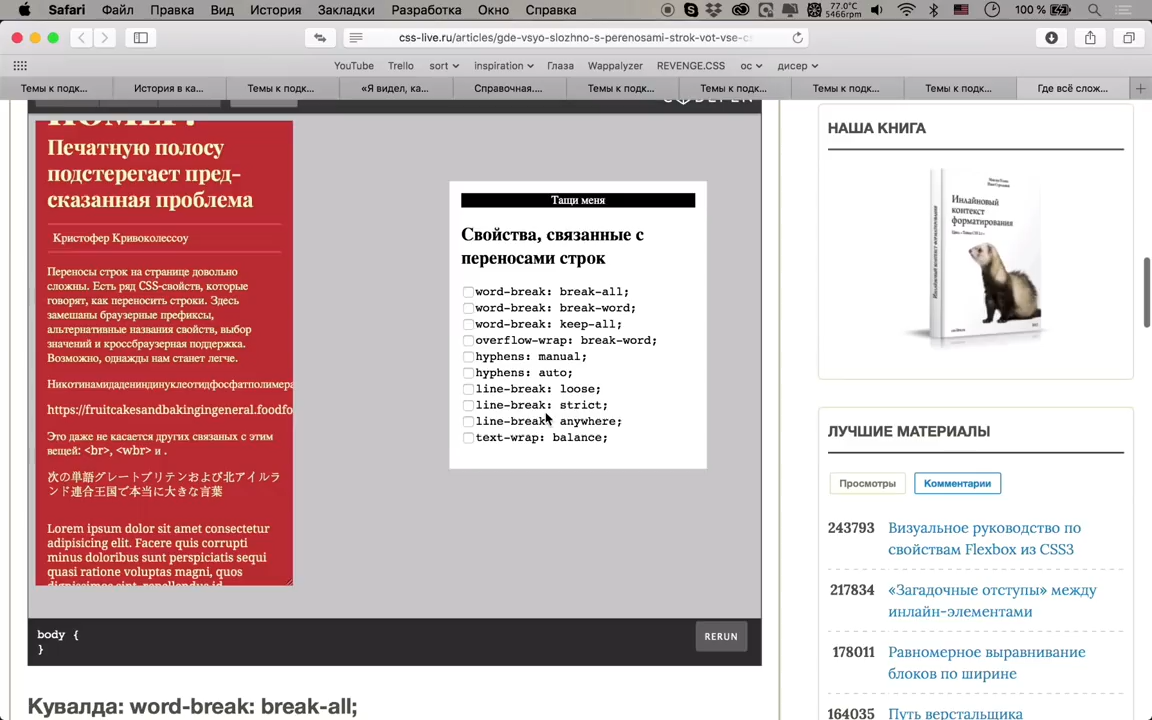 Safari Файл Правка Вид История Закладки Разработка Окно Справка 77.0°C 5466rpm 100 %
css-live.ru/articles/gde-vsyo-slozhno-s-perenosami-strok-vot-vse-c
YouTube Trello sort inspiration Глаза Wappalyzer REVENGE.CSS ос дисер
Темы к подк... История в ка... Темы к подк... «Я видел, ка... Справочная.... Темы к подк... Темы к подк... Темы к подк... Темы к подк... Где всё слож...
Печатную полосу
подстерегает пред-
сказанная проблема
Кристофер Кривоколессоу
Переносы строк на странице довольно
сложны. Есть ряд CSS-свойств, которые
говорят, как переносить строки. Здесь
замешаны браузерные префиксы,
альтернативные названия свойств, выбор
значений и кроссбраузерная поддержка.
Возможно, однажды нам станет легче.
Никотинамидадениндинуклеотидфосфатполимера
https://fruitcakesandbakingingeneral.foodfo
Это даже не касается других связаных с этим
вещей: <br>, <wbr> и .
次の単語グレートブリテンおよび北アイルラ
ンド連合王国で本当に大きな言葉
Lorem ipsum dolor sit amet consectetur
adipisicing elit. Facere quis corrupti
minus doloribus sunt perspiciatis sequi
quasi ratione voluptas magni, quos
Тащи меня
Свойства, связанные с
переносами строк
word-break: break-all;
word-break: break-word;
word-break: keep-all;
overflow-wrap: break-word;
hyphens: manual;
hyphens: auto;
line-break: loose;
line-break: strict;
line-break: anywhere;
text-wrap: balance;
body {
}
RERUN
Кувалда: word-break: break-all;
НАША КНИГА
Инлайновый
контекст
форматирования
ЛУЧШИЕ МАТЕРИАЛЫ
Просмотры Комментарии
243793 Визуальное руководство по
свойствам Flexbox из CSS3
217834 «Загадочные отступы» между
инлайн-элементами
178011 Равномерное выравнивание
блоков по ширине
164035 Путь верстальщика